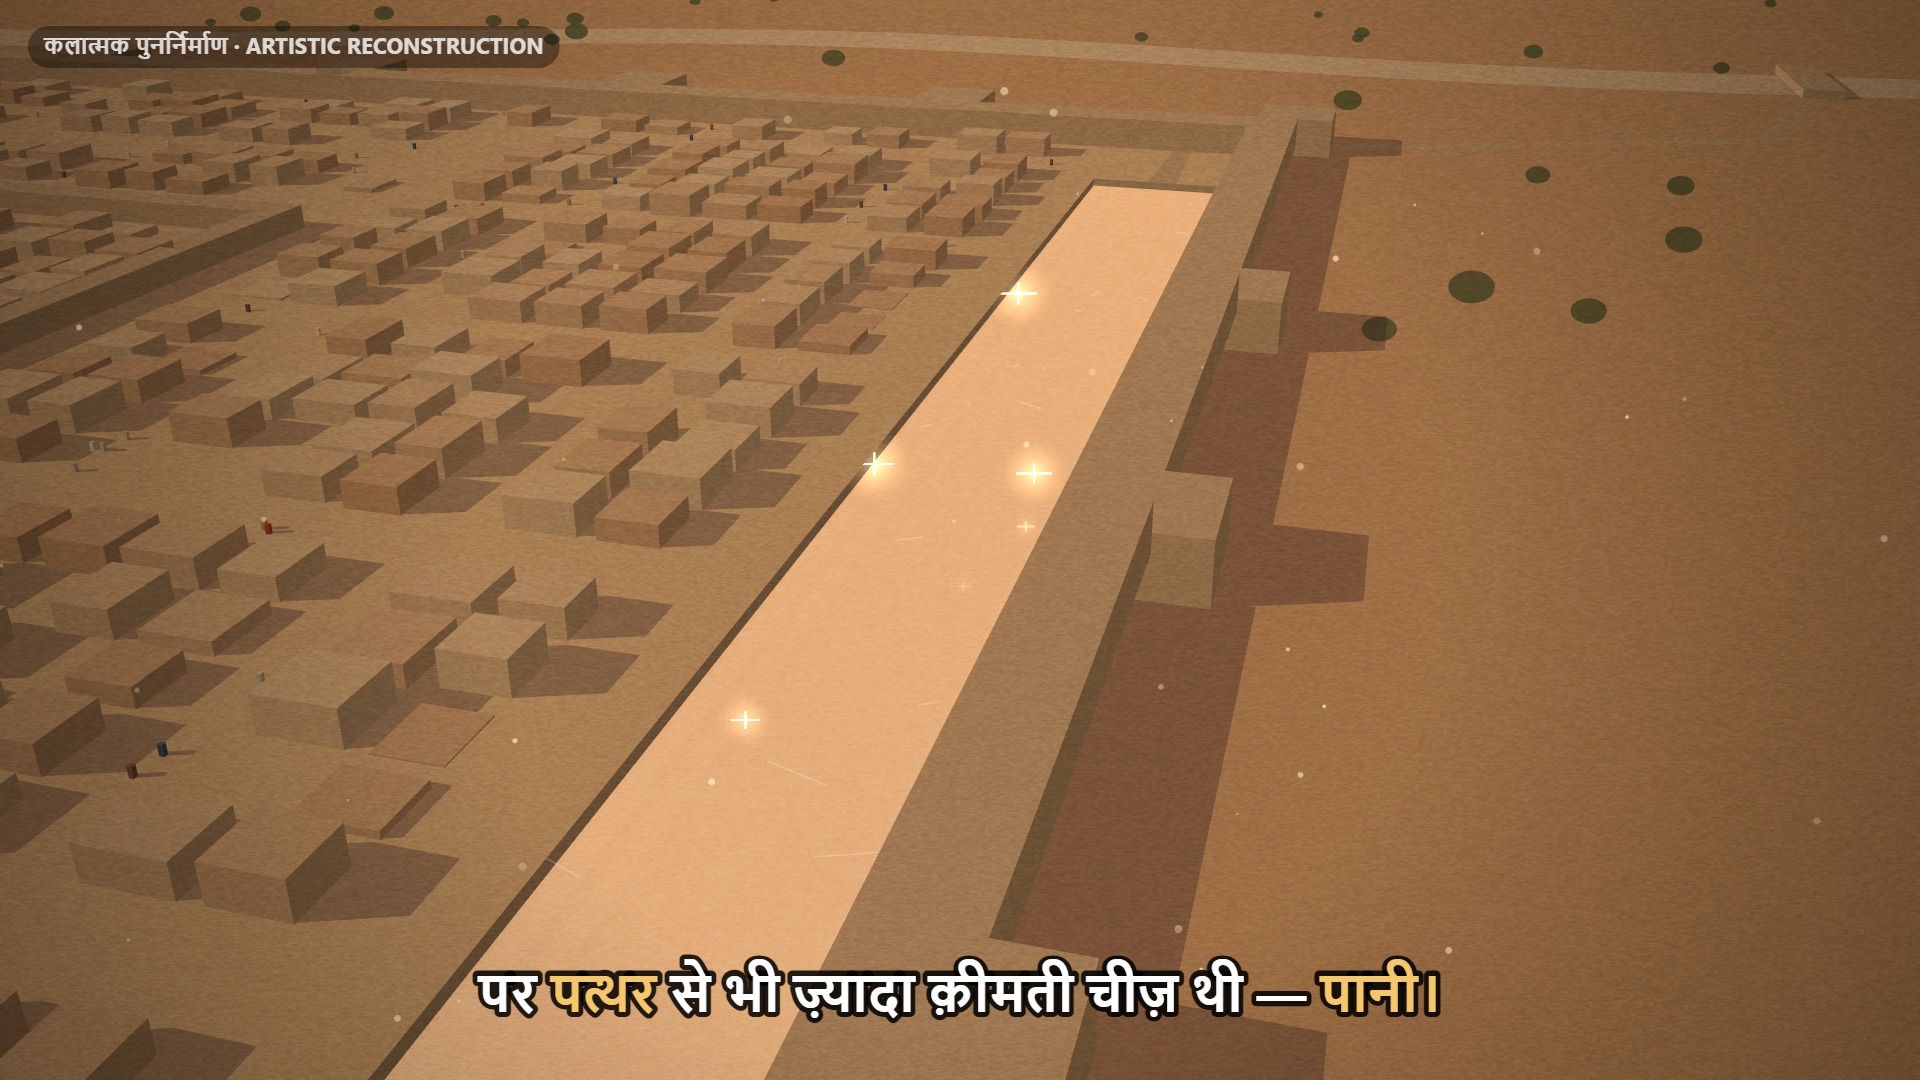 कलात्मक पुनर्निर्माण · ARTISTIC RECONSTRUCTION
पर पत्थर से भी ज़्यादा क़ीमती चीज़ थी — पानी।